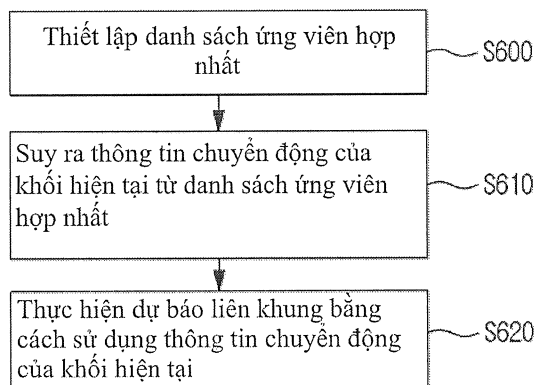 Thiết lập danh sách ứng viên hợp
nhất
S600
Suy ra thông tin chuyển động của
khối hiện tại từ danh sách ứng viên
hợp nhất
S610
Thực hiện dự báo liên khung bằng
cách sử dụng thông tin chuyển động
của khối hiện tại
S620